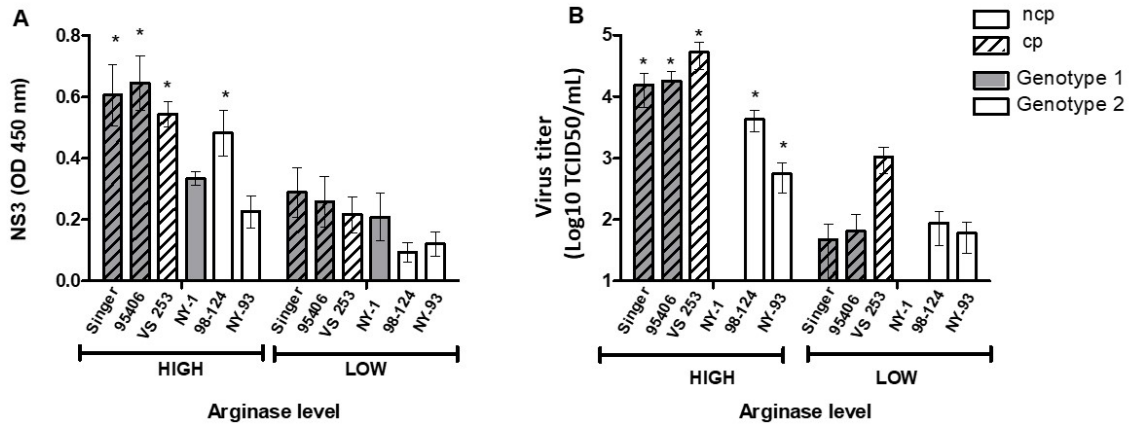 A
NS3 (OD 450 nm)
0.8
0.6
0.4
0.2
0.0
* * * *
Singer 95406 VS 253 NY-1 98-124 NY-93 Singer 95406 VS 253 NY-1 98-124 NY-93
HIGH LOW
Arginase level
B
Virus titer
(Log10 TCID50/mL)
5
4
3
2
1
* * * * *
Singer 95406 VS 253 NY-1 98-124 NY-93 Singer 95406 VS 253 NY-1 98-124 NY-93
HIGH LOW
Arginase level
ncp
cp
Genotype 1
Genotype 2